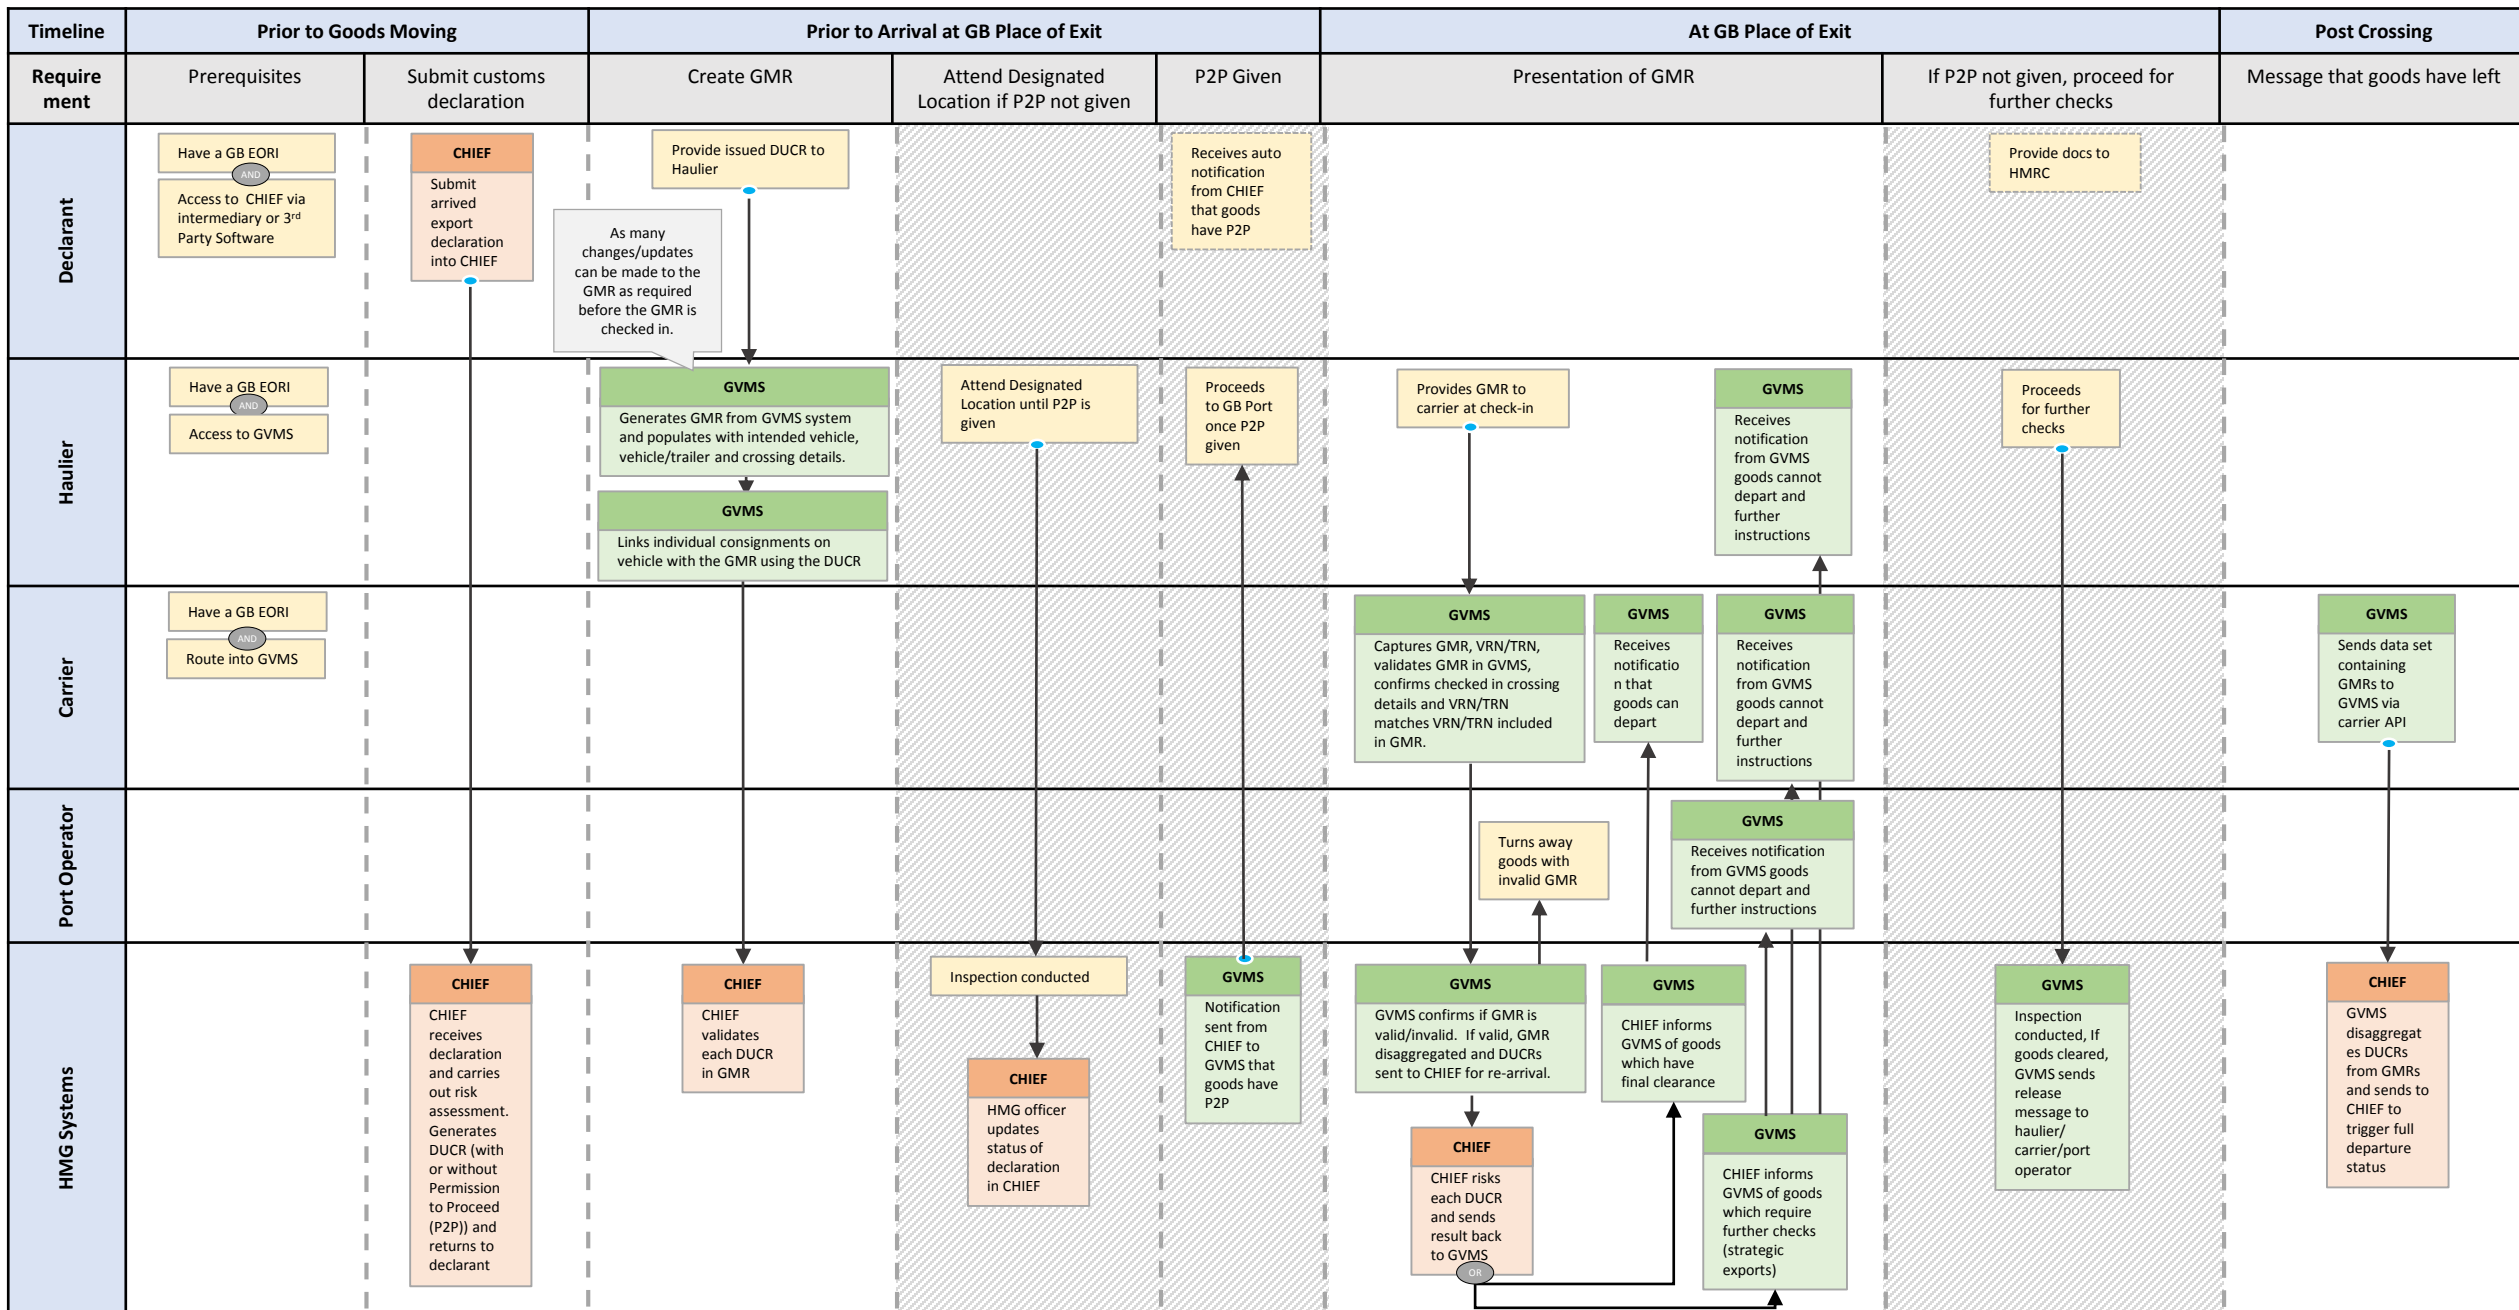 Timeline
Prior to Goods Moving
Prior to Arrival at GB Place of Exit
At GB Place of Exit
Post Crossing
Require
ment
Prerequisites
Submit customs
declaration
Create GMR
Attend Designated
Location if P2P not given
P2P Given
Presentation of GMR
If P2P not given, proceed for
further checks
Message that goods have left
Declarant
Have a GB EORI
AND
Access to CHIEF via
intermediary or 3rd
Party Software
CHIEF
Submit
arrived
export
declaration
into CHIEF
Provide issued DUCR to
Haulier
As many
changes/updates
can be made to the
GMR as required
before the GMR is
checked in.
Receives auto
notification
from CHIEF
that goods
have P2P
Provide docs to
HMRC
Haulier
Have a GB EORI
AND
Access to GVMS
GVMS
Generates GMR from GVMS system
and populates with intended vehicle,
vehicle/trailer and crossing details.
GVMS
Links individual consignments on
vehicle with the GMR using the DUCR
Attend Designated
Location until P2P is
given
Proceeds
to GB Port
once P2P
given
Provides GMR to
carrier at check-in
GVMS
Receives
notification
from GVMS
goods cannot
depart and
further
instructions
Proceeds
for further
checks
Carrier
Have a GB EORI
AND
Route into GVMS
GVMS
Captures GMR, VRN/TRN,
validates GMR in GVMS,
confirms checked in crossing
details and VRN/TRN
matches VRN/TRN included
in GMR.
GVMS
Receives
notificatio
n that
goods can
depart
GVMS
Receives
notification
from GVMS
goods cannot
depart and
further
instructions
GVMS
Sends data set
containing
GMRs to
GVMS via
carrier API
Port Operator
Turns away
goods with
invalid GMR
GVMS
Receives notification
from GVMS goods
cannot depart and
further instructions
HMG Systems
CHIEF
CHIEF
receives
declaration
and carries
out risk
assessment.
Generates
DUCR (with
or without
Permission
to Proceed
(P2P)) and
returns to
declarant
CHIEF
CHIEF
validates
each DUCR
in GMR
Inspection conducted
CHIEF
HMG officer
updates
status of
declaration
in CHIEF
GVMS
Notification
sent from
CHIEF to
GVMS that
goods have
P2P
GVMS
GVMS confirms if GMR is
valid/invalid. If valid, GMR
disaggregated and DUCRs
sent to CHIEF for re-arrival.
CHIEF
CHIEF risks
each DUCR
and sends
result back
to GVMS
OR
GVMS
CHIEF informs
GVMS of goods
which have
final clearance
GVMS
CHIEF informs
GVMS of goods
which require
further checks
(strategic
exports)
GVMS
Inspection
conducted, If
goods cleared,
GVMS sends
release
message to
haulier/
carrier/port
operator
CHIEF
GVMS
disaggregat
es DUCRs
from GMRs
and sends to
CHIEF to
trigger full
departure
status